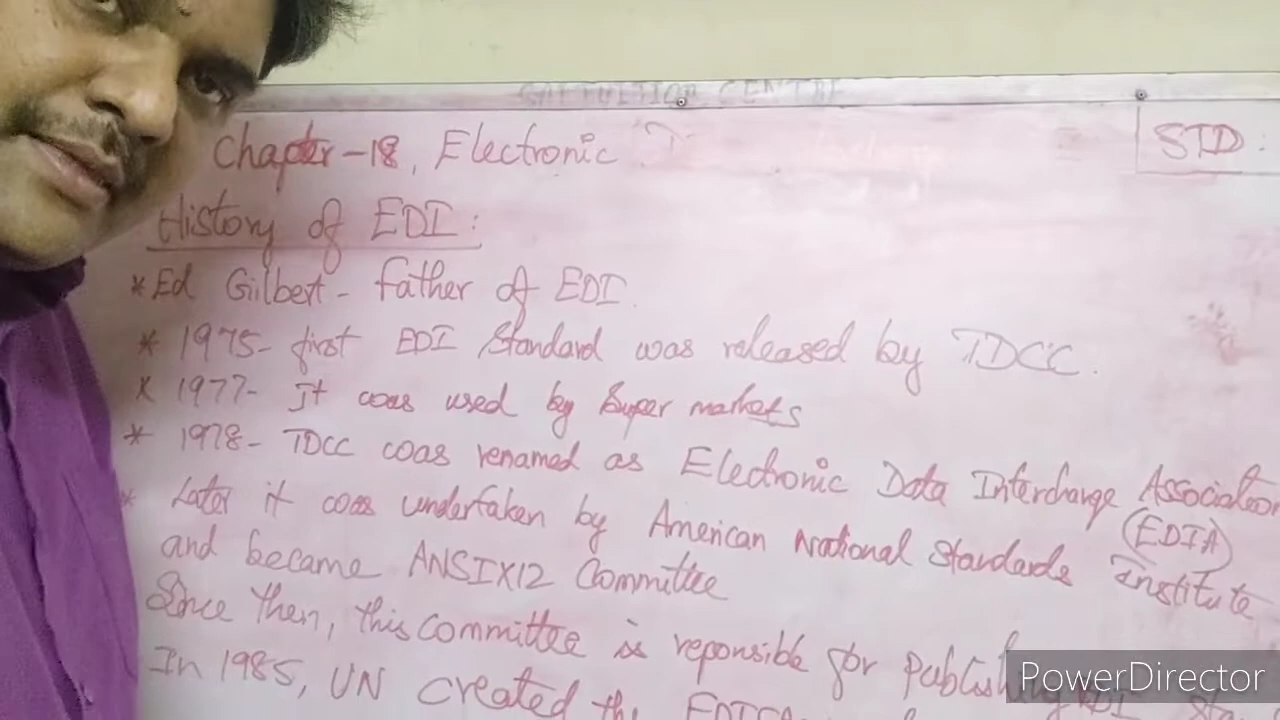 Chapter-18, Electronic
STD:
History of EDI:
* Ed Gilbert - father of EDI.
* 1975- first EDI Standard was released by TDCC.
* 1977- It was used by Super markets
* 1978- TDCC was renamed as Electronic Data Interchange Association
(EDIA)
* Later it was undertaken by American National Standards Institute
and became ANSIX12 Committee
Since then, this committee is reponsible for Publishing EDI
In 1985, UN created the
PowerDirector